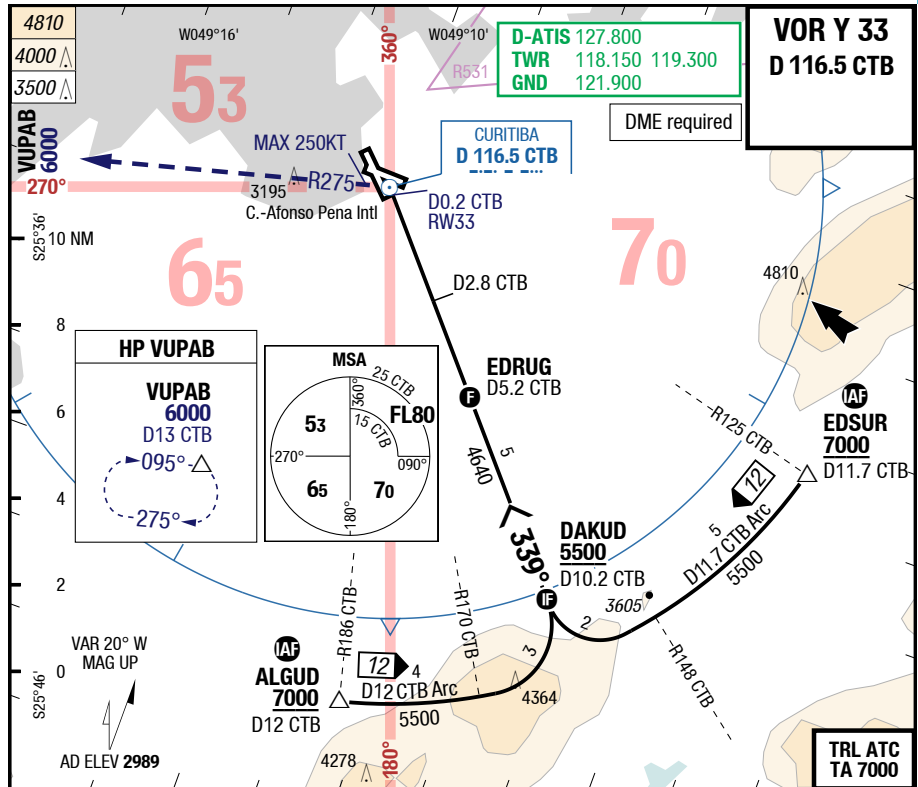 4810
4000
3500
W049°16'
360°
W049°10'
R531
D-ATIS 127.800
TWR 118.150 119.300
GND 121.900
VOR Y 33
D 116.5 CTB
DME required
53
VUPAB
6000
MAX 250KT
CURITIBA
D 116.5 CTB
270°
3195
R275
C.-Afonso Pena Intl
D0.2 CTB
RW33
S25°36'
10 NM
65
70
D2.8 CTB
4810
8
HP VUPAB
VUPAB
6000
D13 CTB
095°
275°
MSA
25 CTB
360°
15 CTB
FL80
53
270°
090°
65
70
180°
EDRUG
D5.2 CTB
F
6
5
4640
R125 CTB
IAF
EDSUR
7000
D11.7 CTB
12
5
D11.7 CTB Arc
5500
4
339°
DAKUD
5500
D10.2 CTB
IF
3605
2
2
R186 CTB
R170 CTB
R148 CTB
3
VAR 20° W
MAG UP
IAF
ALGUD
7000
D12 CTB
12
4
D12 CTB Arc
5500
4364
0
S25°46'
AD ELEV 2989
4278
180°
TRL ATC
TA 7000